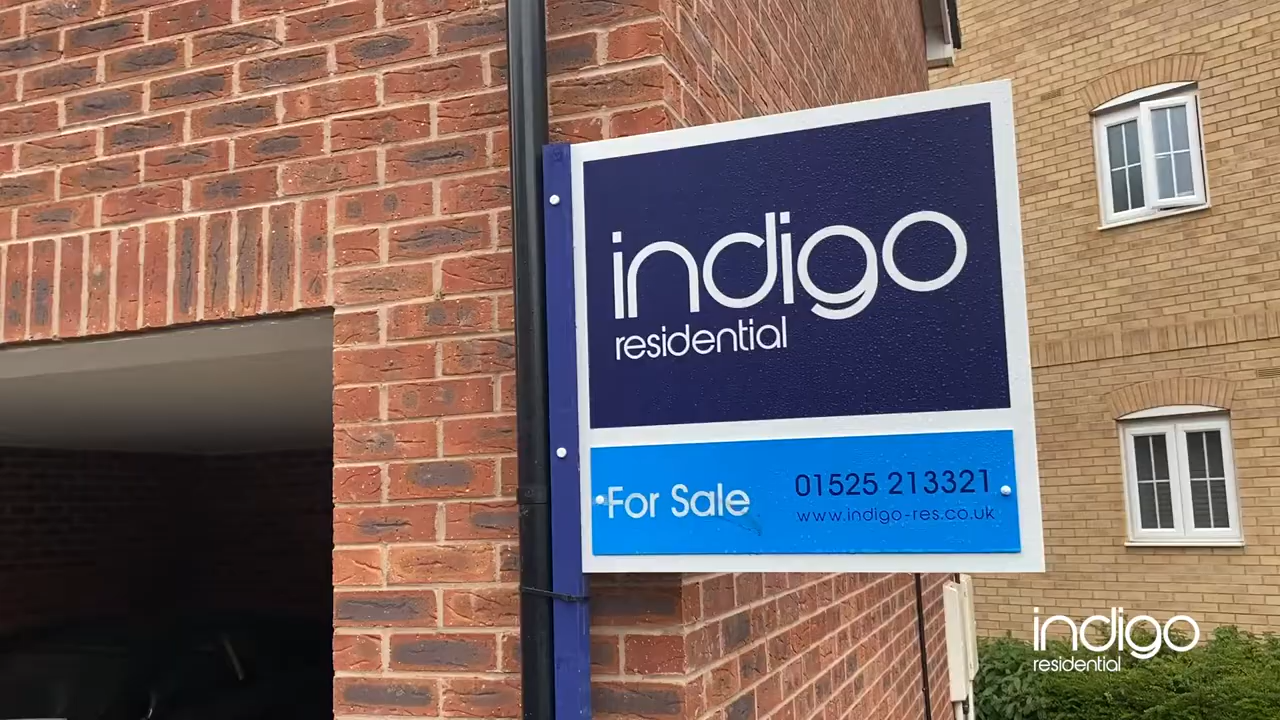 indigo
residential
For Sale
01525 213321
www.indigo-res.co.uk
indigo
residential